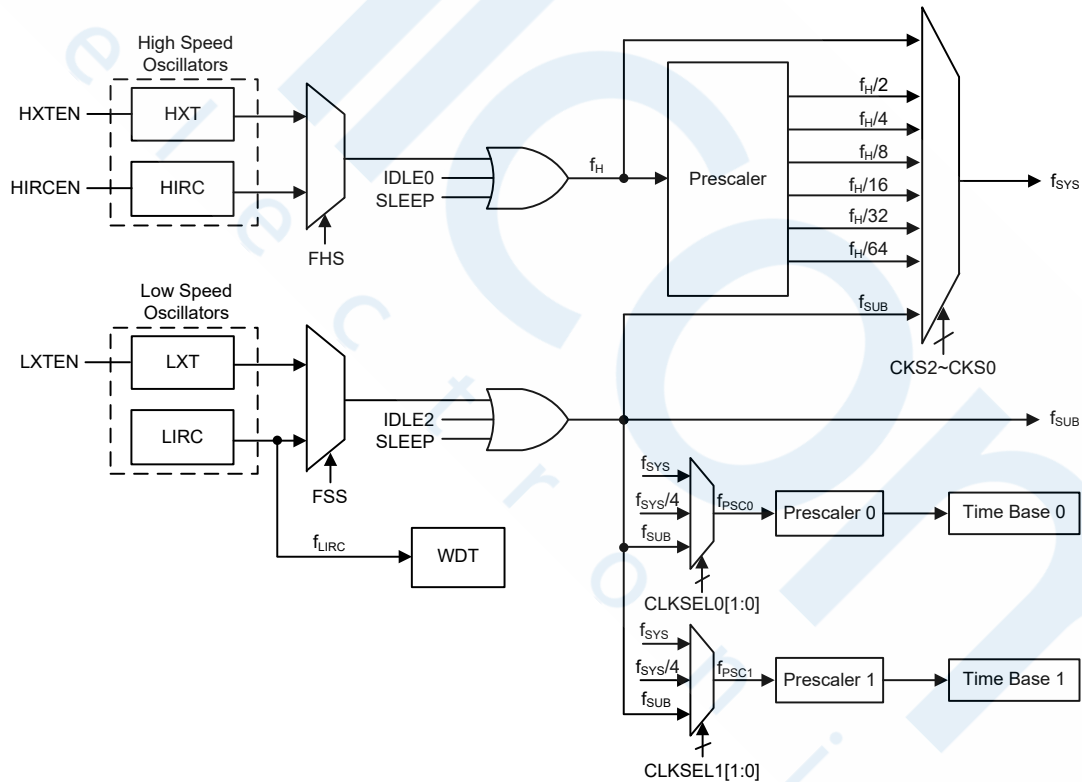 High Speed
Oscillators
HXTEN
HXT
HIRCEN
HIRC
FHS
IDLE0
SLEEP
fH
Prescaler
fH/2
fH/4
fH/8
fH/16
fH/32
fH/64
fSUB
CKS2~CKS0
fSYS
Low Speed
Oscillators
LXTEN
LXT
LIRC
FSS
IDLE2
SLEEP
fSUB
fLIRC
WDT
fSYS
fSYS/4
fSUB
fPSC0
Prescaler 0
Time Base 0
CLKSEL0[1:0]
fSYS
fSYS/4
fSUB
fPSC1
Prescaler 1
Time Base 1
CLKSEL1[1:0]